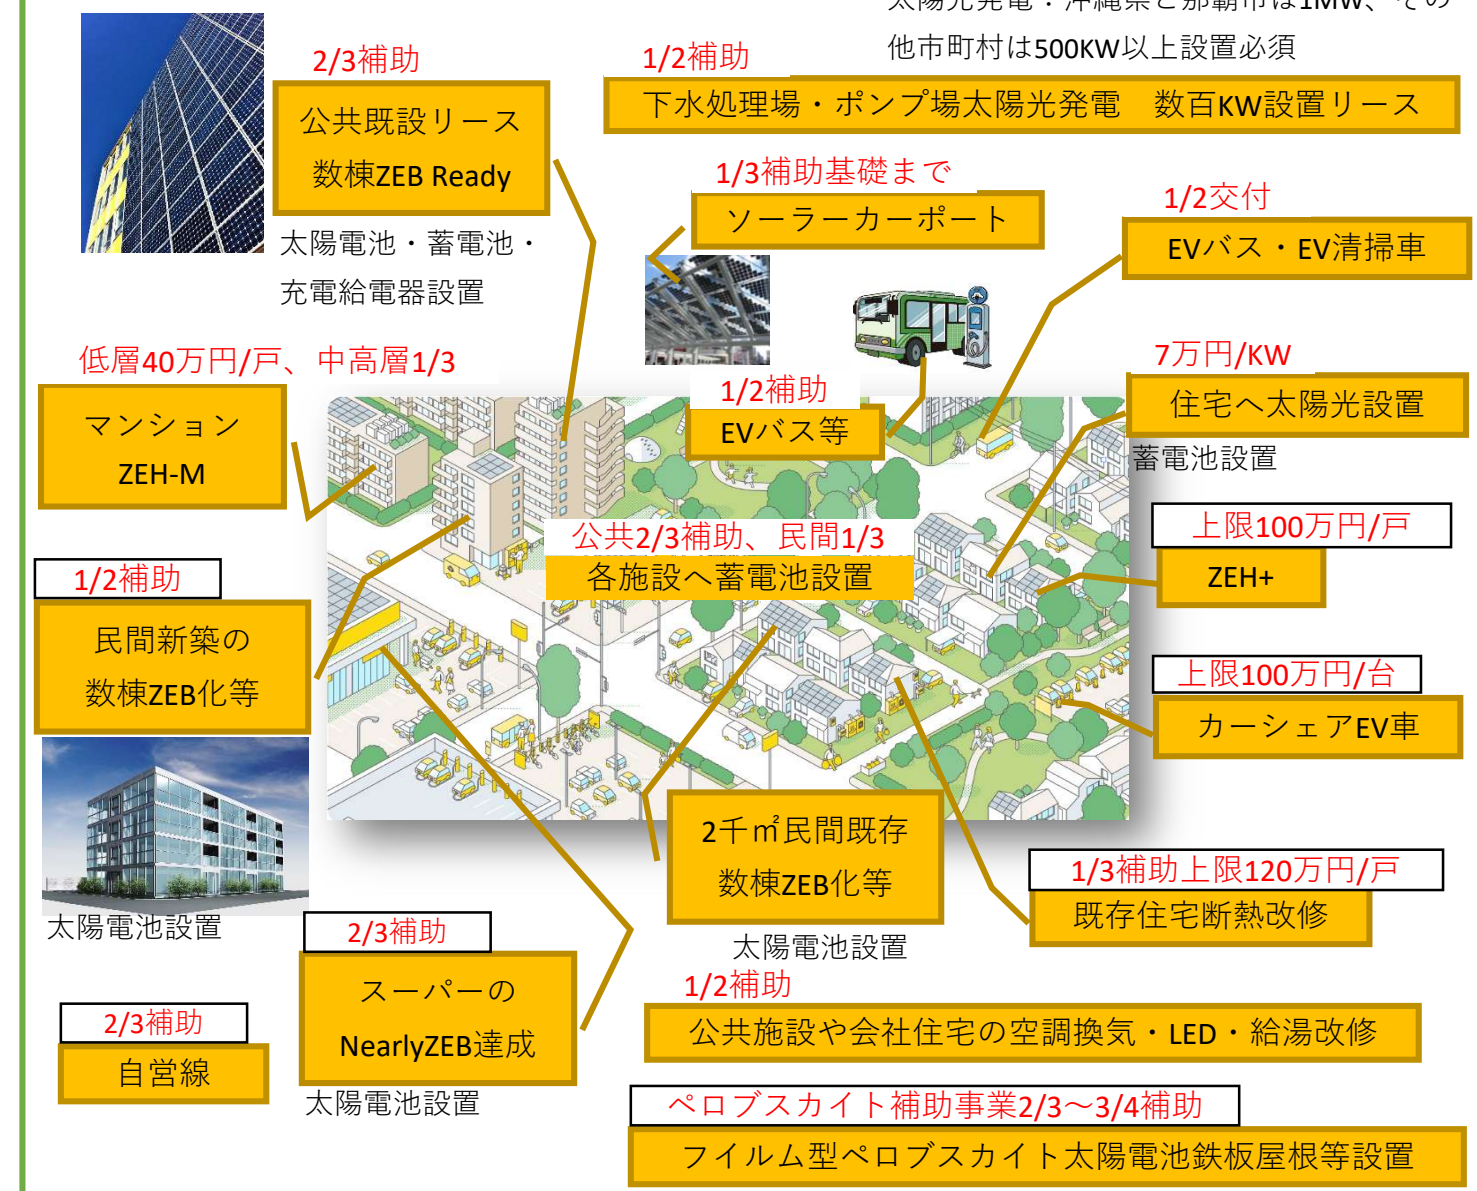 太陽光発電：沖縄県と那覇市は1MW、その
他市町村は500KW以上設置必須
2/3補助
公共既設リース
数棟ZEB Ready
太陽電池・蓄電池・
充電給電器設置
1/2補助
下水処理場・ポンプ場太陽光発電　数百KW設置リース
1/3補助基礎まで
ソーラーカーポート
1/2交付
EVバス・EV清掃車
低層40万円/戸、中高層1/3
マンション
ZEH-M
1/2補助
EVバス等
7万円/KW
住宅へ太陽光設置
蓄電池設置
公共2/3補助、民間1/3
各施設へ蓄電池設置
上限100万円/戸
ZEH+
1/2補助
民間新築の
数棟ZEB化等
太陽電池設置
上限100万円/台
カーシェアEV車
2千㎡民間既存
数棟ZEB化等
太陽電池設置
1/3補助上限120万円/戸
既存住宅断熱改修
2/3補助
スーパーの
NearlyZEB達成
太陽電池設置
2/3補助
自営線
1/2補助
公共施設や会社住宅の空調換気・LED・給湯改修
ペロブスカイト補助事業2/3～3/4補助
フイルム型ペロブスカイト太陽電池鉄板屋根等設置